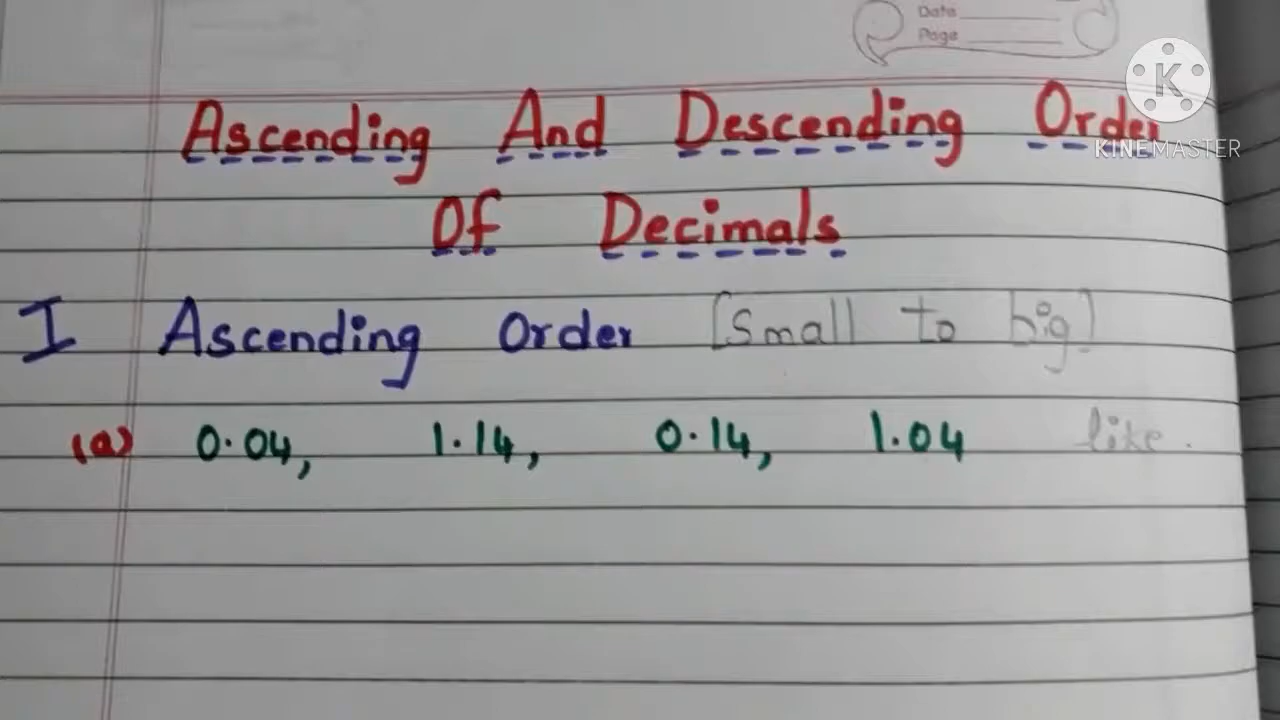 Date
Page
K
KINEMASTER
Ascending And Descending Order
Of Decimals
I Ascending Order [Small to big]
(a) 0.04, 1.14, 0.14, 1.04 like.